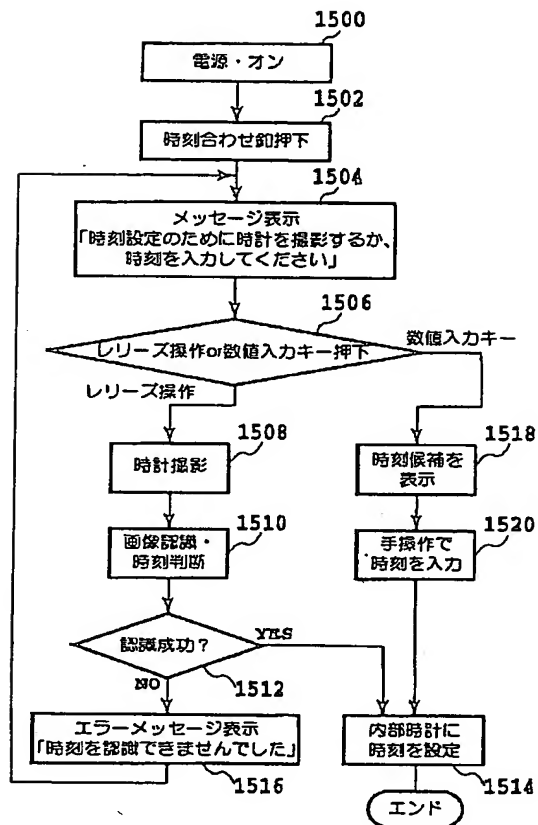 1500
電源・オン
1502
時刻合わせ釦押下
1504
メッセージ表示
「時刻設定のために時計を撮影するか、
時刻を入力してください」
1506
レリーズ操作or数値入力キー押下
数値入力キー
レリーズ操作
1508
時計撮影
1518
時刻候補を
表示
1510
画像認識・
時刻判断
1520
手操作で
時刻を入力
認識成功？
YES
NO
1512
エラーメッセージ表示
「時刻を認識できませんでした」
1516
内部時計に
時刻を設定
1514
エンド